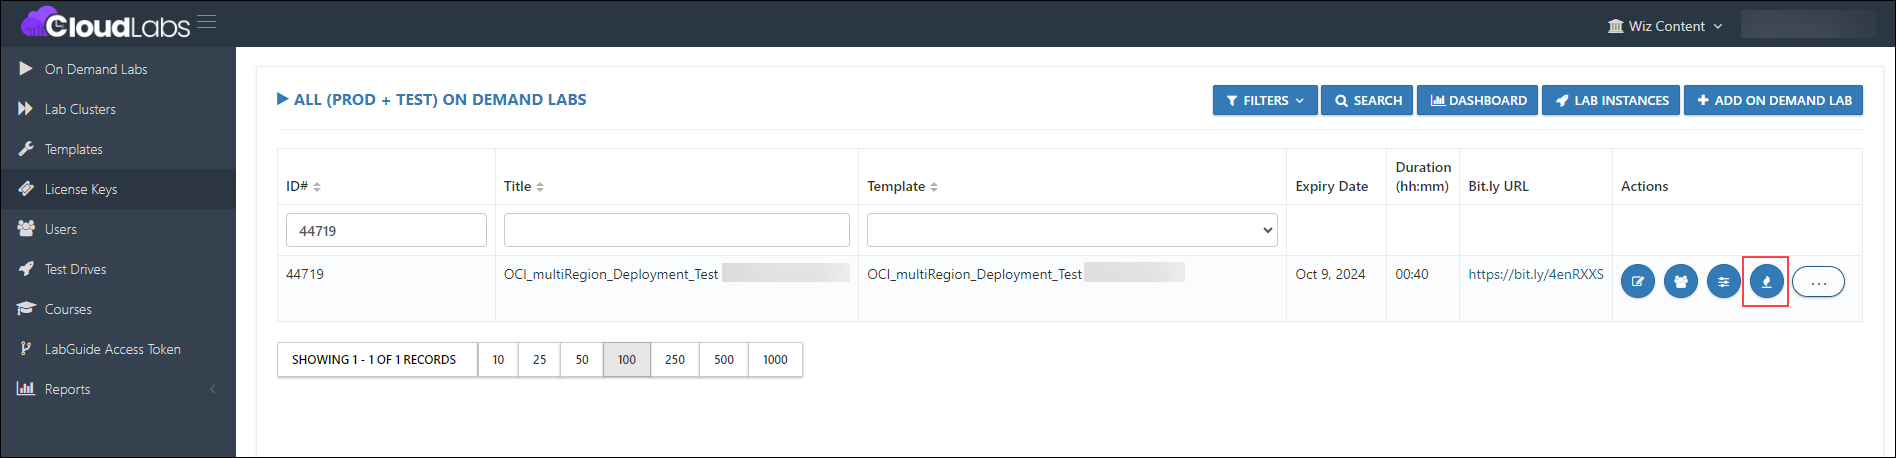 CloudLabs
Wiz Content
On Demand Labs
Lab Clusters
Templates
License Keys
Users
Test Drives
Courses
LabGuide Access Token
Reports
ALL (PROD + TEST) ON DEMAND LABS
FILTERS
SEARCH
DASHBOARD
LAB INSTANCES
+ ADD ON DEMAND LAB
ID#
Title
Template
Expiry Date
Duration
(hh:mm)
Bit.ly URL
Actions
44719
44719
OCI_multiRegion_Deployment_Test
OCI_multiRegion_Deployment_Test
Oct 9, 2024
00:40
https://bit.ly/4enRXXS
...
SHOWING 1 - 1 OF 1 RECORDS
10
25
50
100
250
500
1000